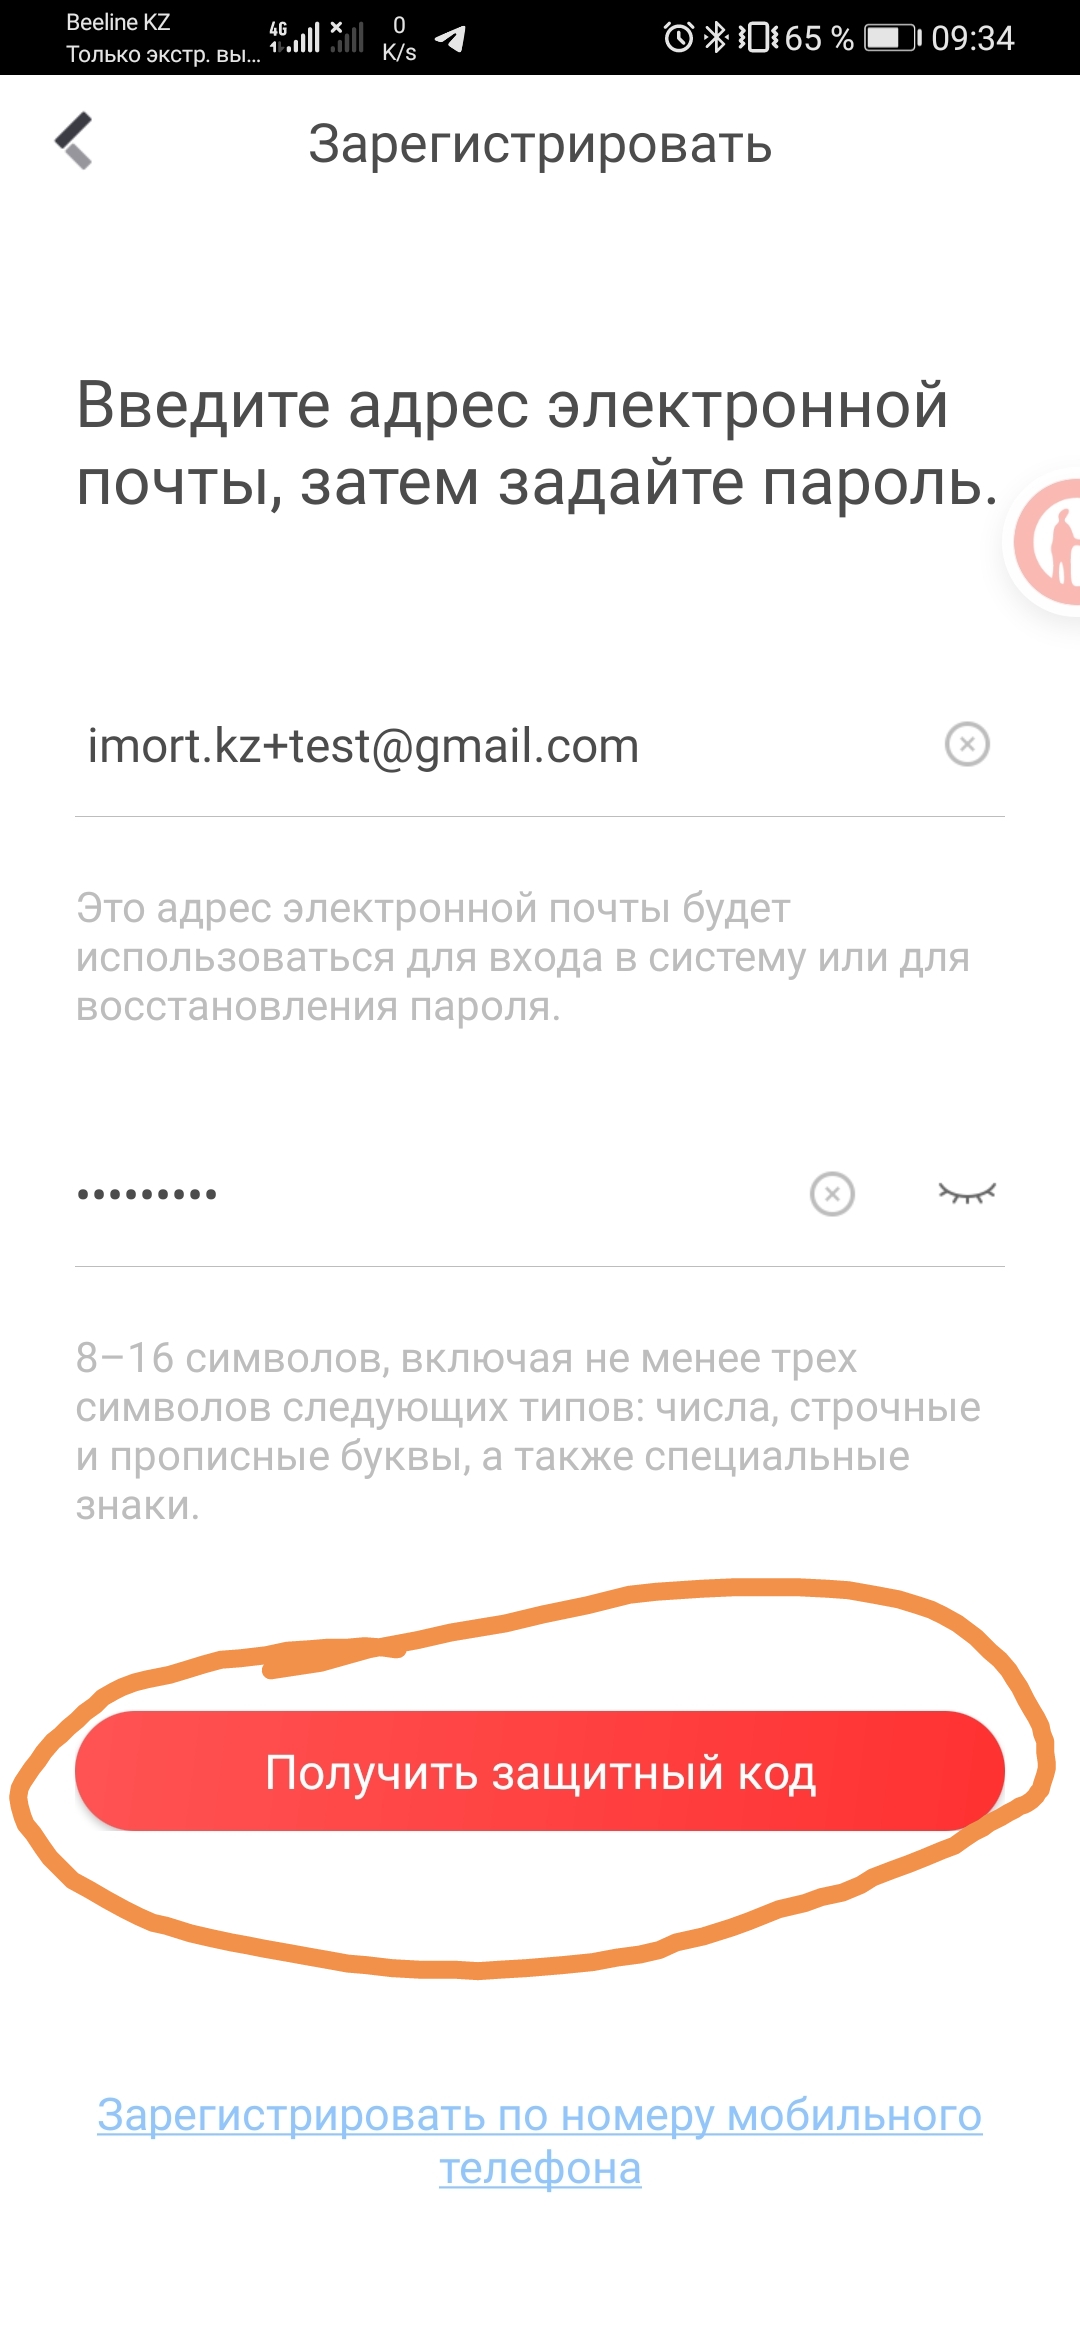 Beeline KZ
Только экстр. вы...
4G
0
K/s
65 %
09:34
Зарегистрировать
Введите адрес электронной
почты, затем задайте пароль.
imort.kz+test@gmail.com
Это адрес электронной почты будет
использоваться для входа в систему или для
восстановления пароля.
•••••••••
8–16 символов, включая не менее трех
символов следующих типов: числа, строчные
и прописные буквы, а также специальные
знаки.
Получить защитный код
Зарегистрировать по номеру мобильного
телефона